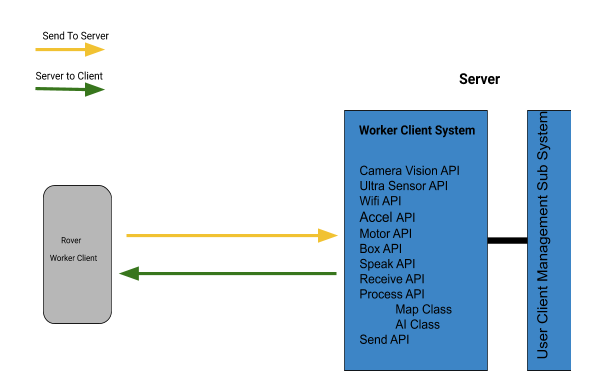 Send To Server
Server to Client
Server
Worker Client System
Camera Vision API
Ultra Sensor API
Wifi API
Accel API
Motor API
Box API
Speak API
Receive API
Process API
Map Class
AI Class
Send API
User Client Management Sub System
Rover
Worker Client